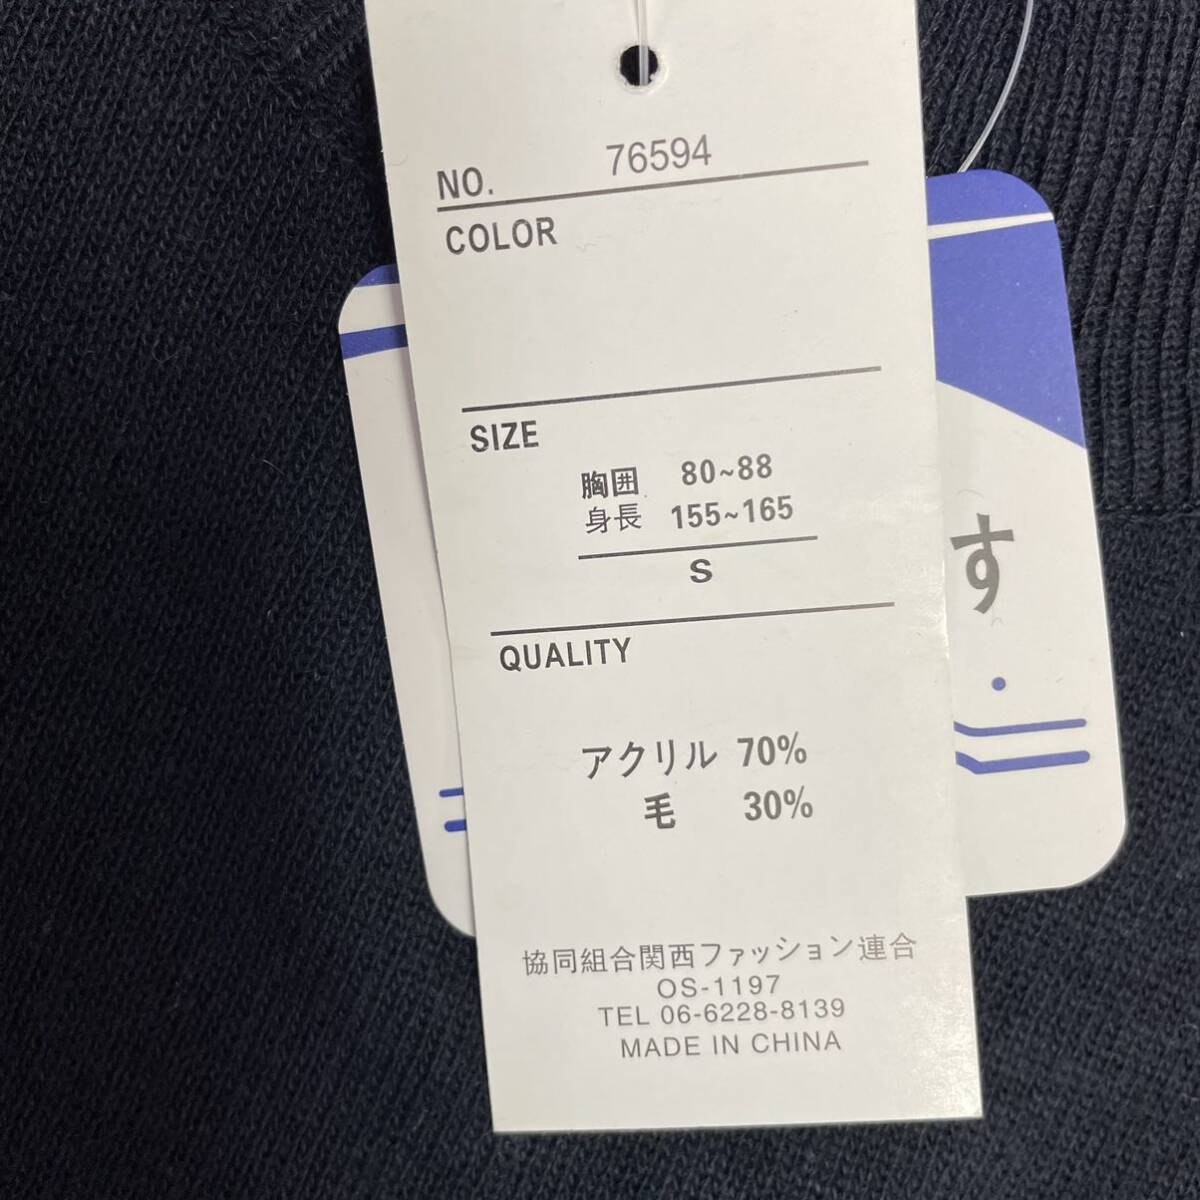 NO. 76594
COLOR
SIZE
胸囲 80~88
身長 155~165
S
QUALITY
アクリル 70%
毛 30%
協同組合関西ファッション連合
OS-1197
TEL 06-6228-8139
MADE IN CHINA
す